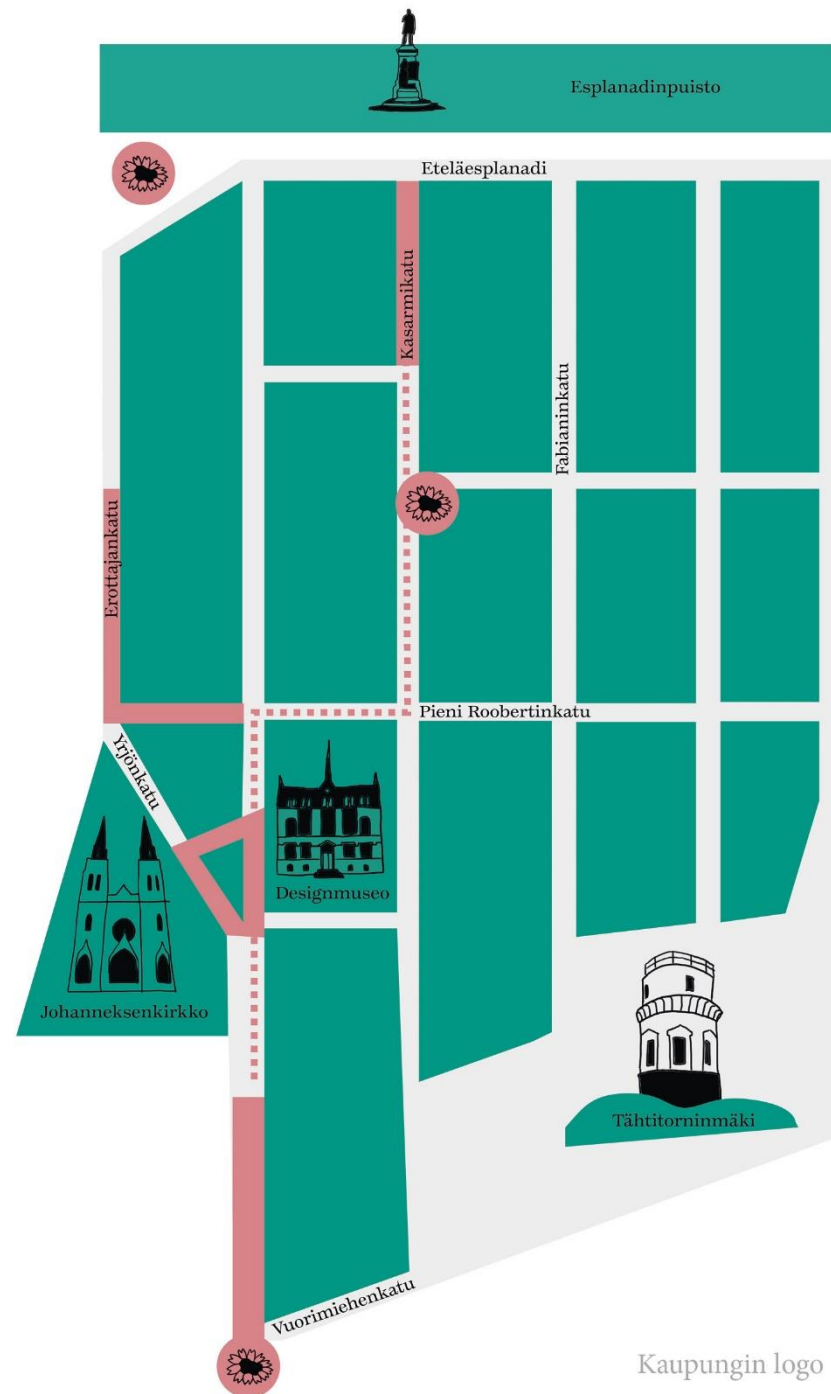 Esplanadinpuisto
Eteläesplanadi
Kasarmikatu
Fabianinkatu
Erottajankatu
Pieni Roobertinkatu
Yrjönkatu
Designmuseo
Johanneksenkirkko
Tähtitorninmäki
Vuorimiehenkatu
Kaupungin logo